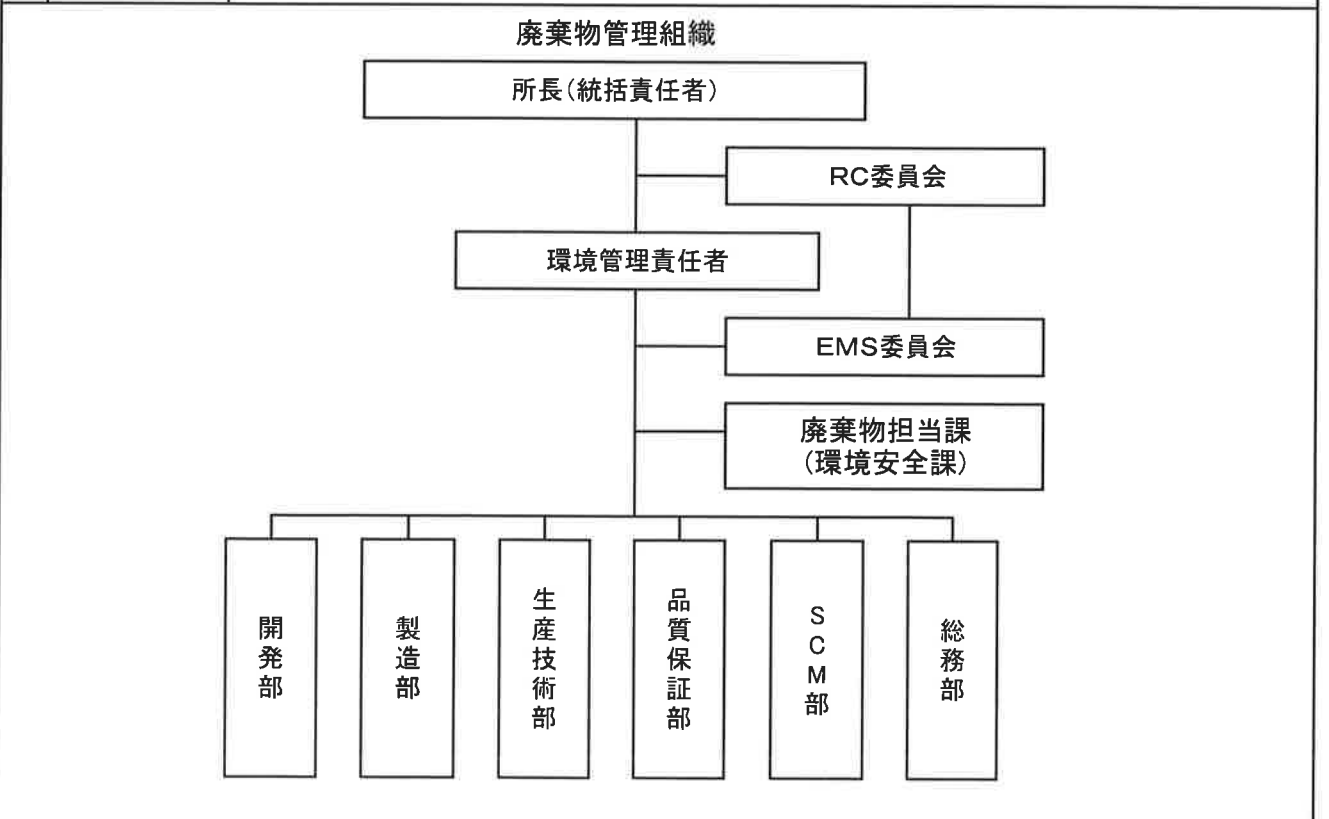 廃棄物管理組織
所長(統括責任者)
RC委員会
環境管理責任者
EMS委員会
廃棄物担当課
(環境安全課)
開発部
製造部
生産技術部
品質保証部
SCM部
総務部